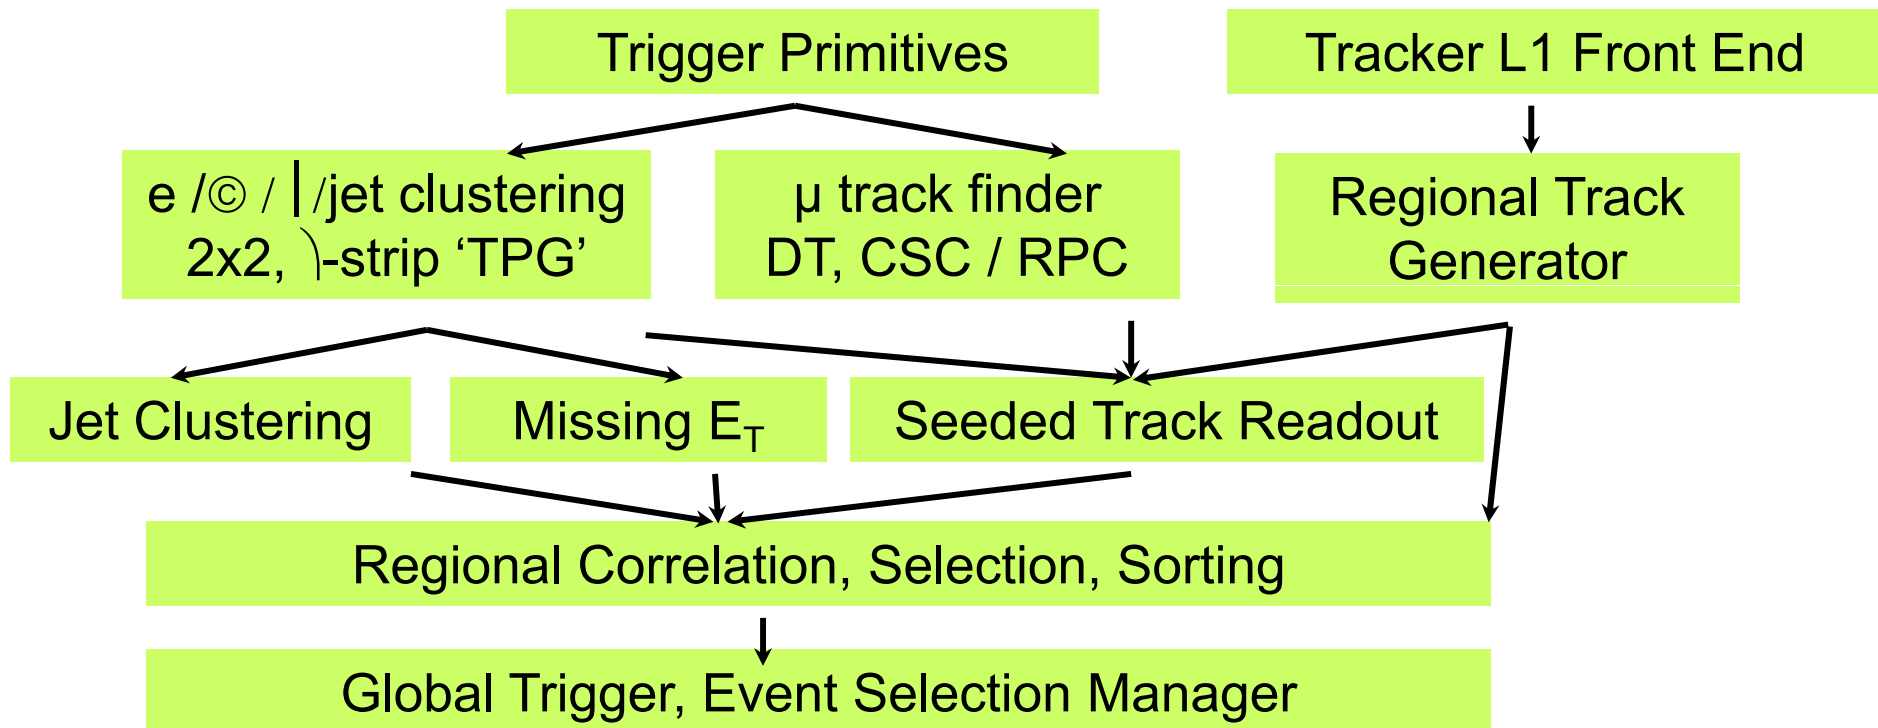 Trigger Primitives
Tracker L1 Front End
e /© / | /jet clustering
2x2, ⎞-strip ‘TPG’
µ track finder
DT, CSC / RPC
Regional Track
Generator
Jet Clustering
Missing E_T
Seeded Track Readout
Regional Correlation, Selection, Sorting
Global Trigger, Event Selection Manager